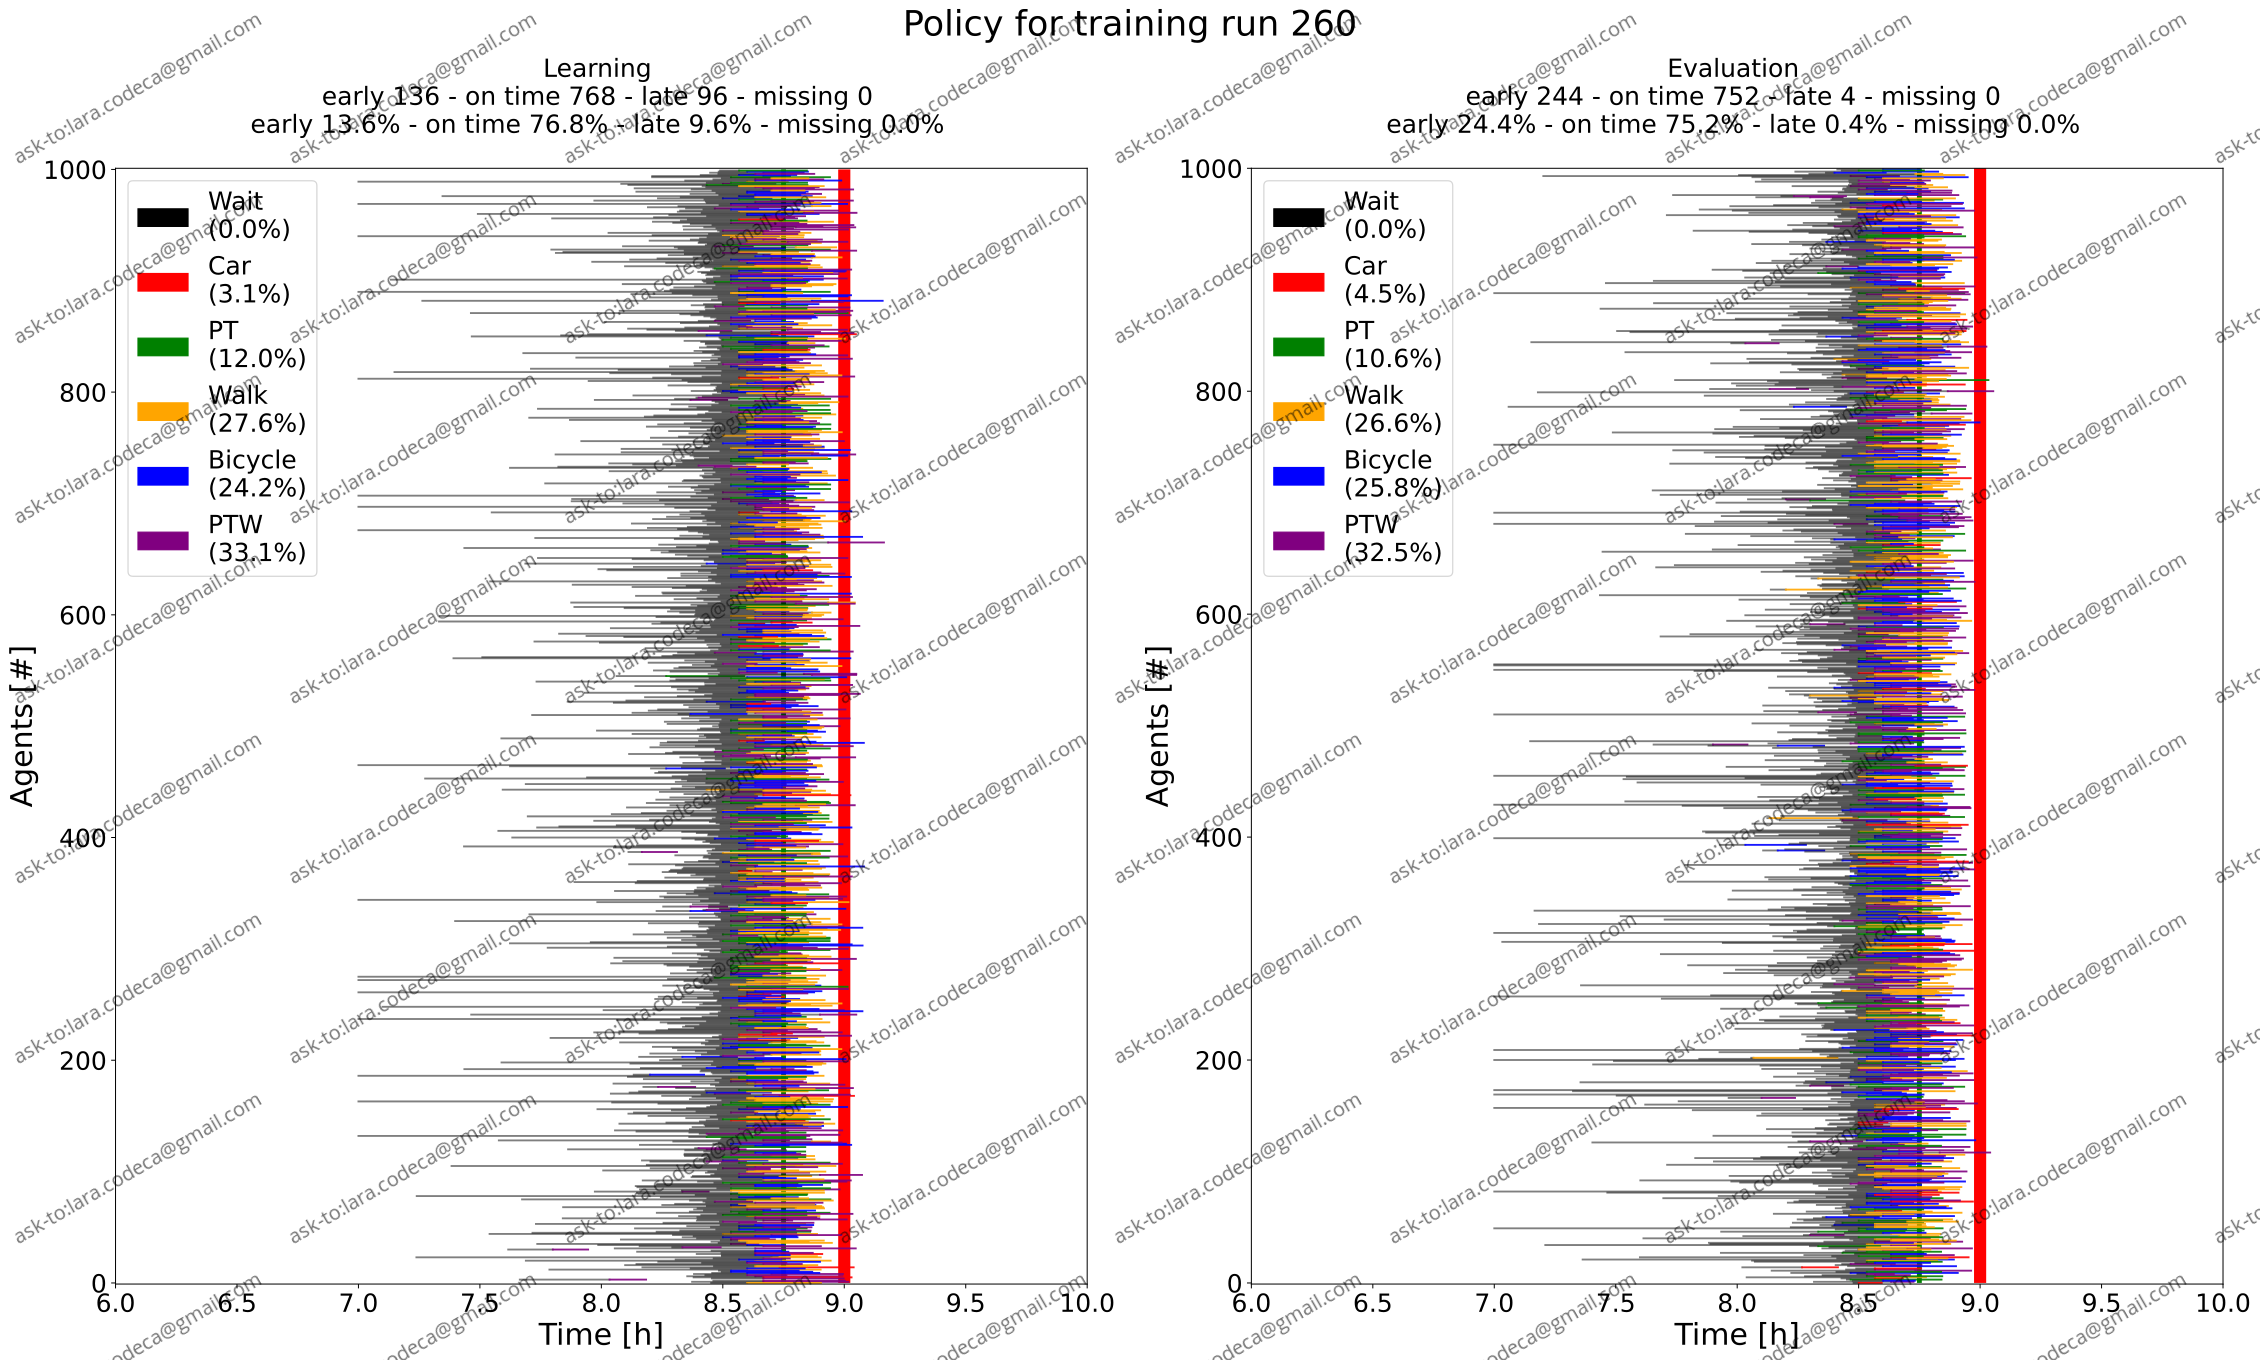 Policy for training run 260
Learning
early 136 - on time 768 - late 96 - missing 0
early 13.6% - on time 76.8% - late 9.6% - missing 0.0%
1000
800
600
400
200
0
Agents [#]
Wait
(0.0%)
Car
(3.1%)
PT
(12.0%)
Walk
(27.6%)
Bicycle
(24.2%)
PTW
(33.1%)
6.0 6.5 7.0 7.5 8.0 8.5 9.0 9.5 10.0
Time [h]
Evaluation
early 244 - on time 752 - late 4 - missing 0
early 24.4% - on time 75.2% - late 0.4% - missing 0.0%
1000
800
600
400
200
0
Agents [#]
Wait
(0.0%)
Car
(4.5%)
PT
(10.6%)
Walk
(26.6%)
Bicycle
(25.8%)
PTW
(32.5%)
6.0 6.5 7.0 7.5 8.0 8.5 9.0 9.5 10.0
Time [h]
ask-to:lara.codeca@gmail.com